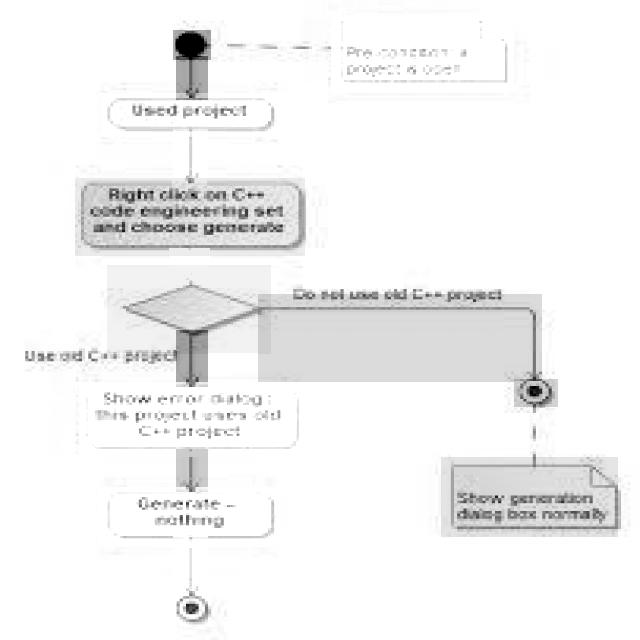 Pre condition: a
project is open
Used project
Right click on C++
code engineering set
and choose generate
Do not use old C++ project
Use old C++ project
Show error dialog:
this project uses old
C++ project
Generate –
nothing
Show generation
dialog box normally